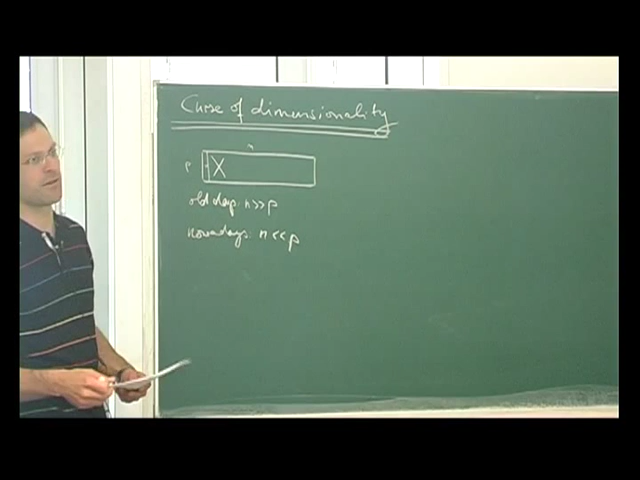 Curse of dimensionality
n
P X
old days: n >> p
nowadays: n << p